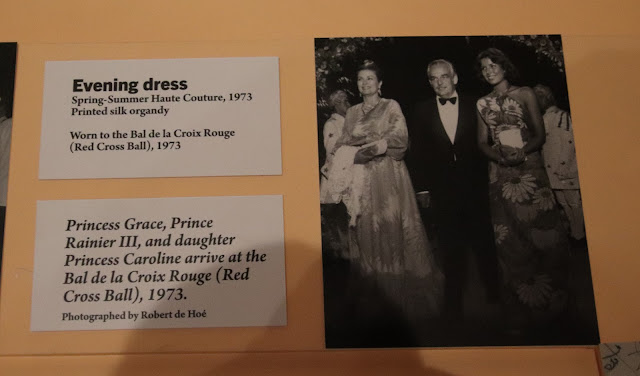 Evening dress
Spring-Summer Haute Couture, 1973
Printed silk organdy
Worn to the Bal de la Croix Rouge
(Red Cross Ball), 1973
Princess Grace, Prince
Rainier III, and daughter
Princess Caroline arrive at the
Bal de la Croix Rouge (Red
Cross Ball), 1973.
Photographed by Robert de Hoé